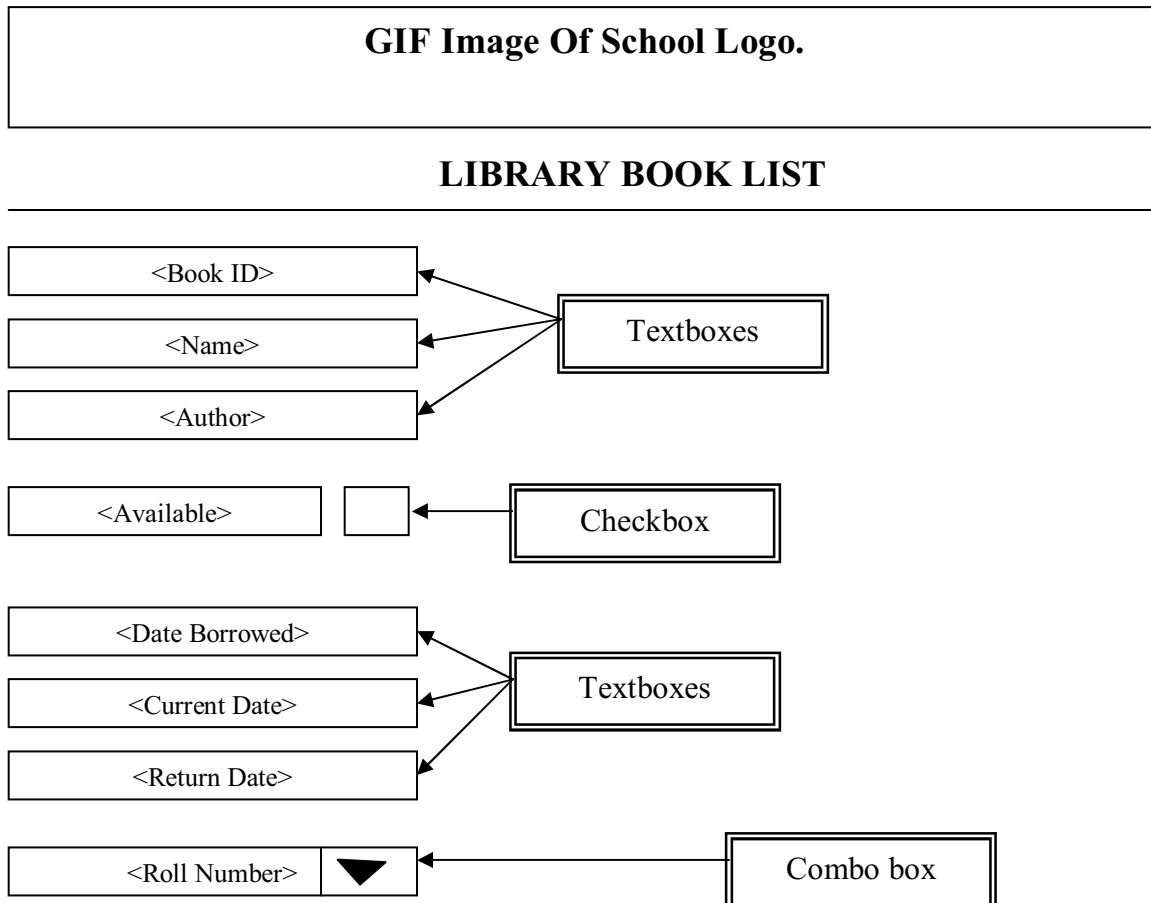 GIF Image Of School Logo.
LIBRARY BOOK LIST
<Book ID>
<Name>
<Author>
Textboxes
<Available>
Checkbox
<Date Borrowed>
<Current Date>
<Return Date>
Textboxes
<Roll Number>
Combo box